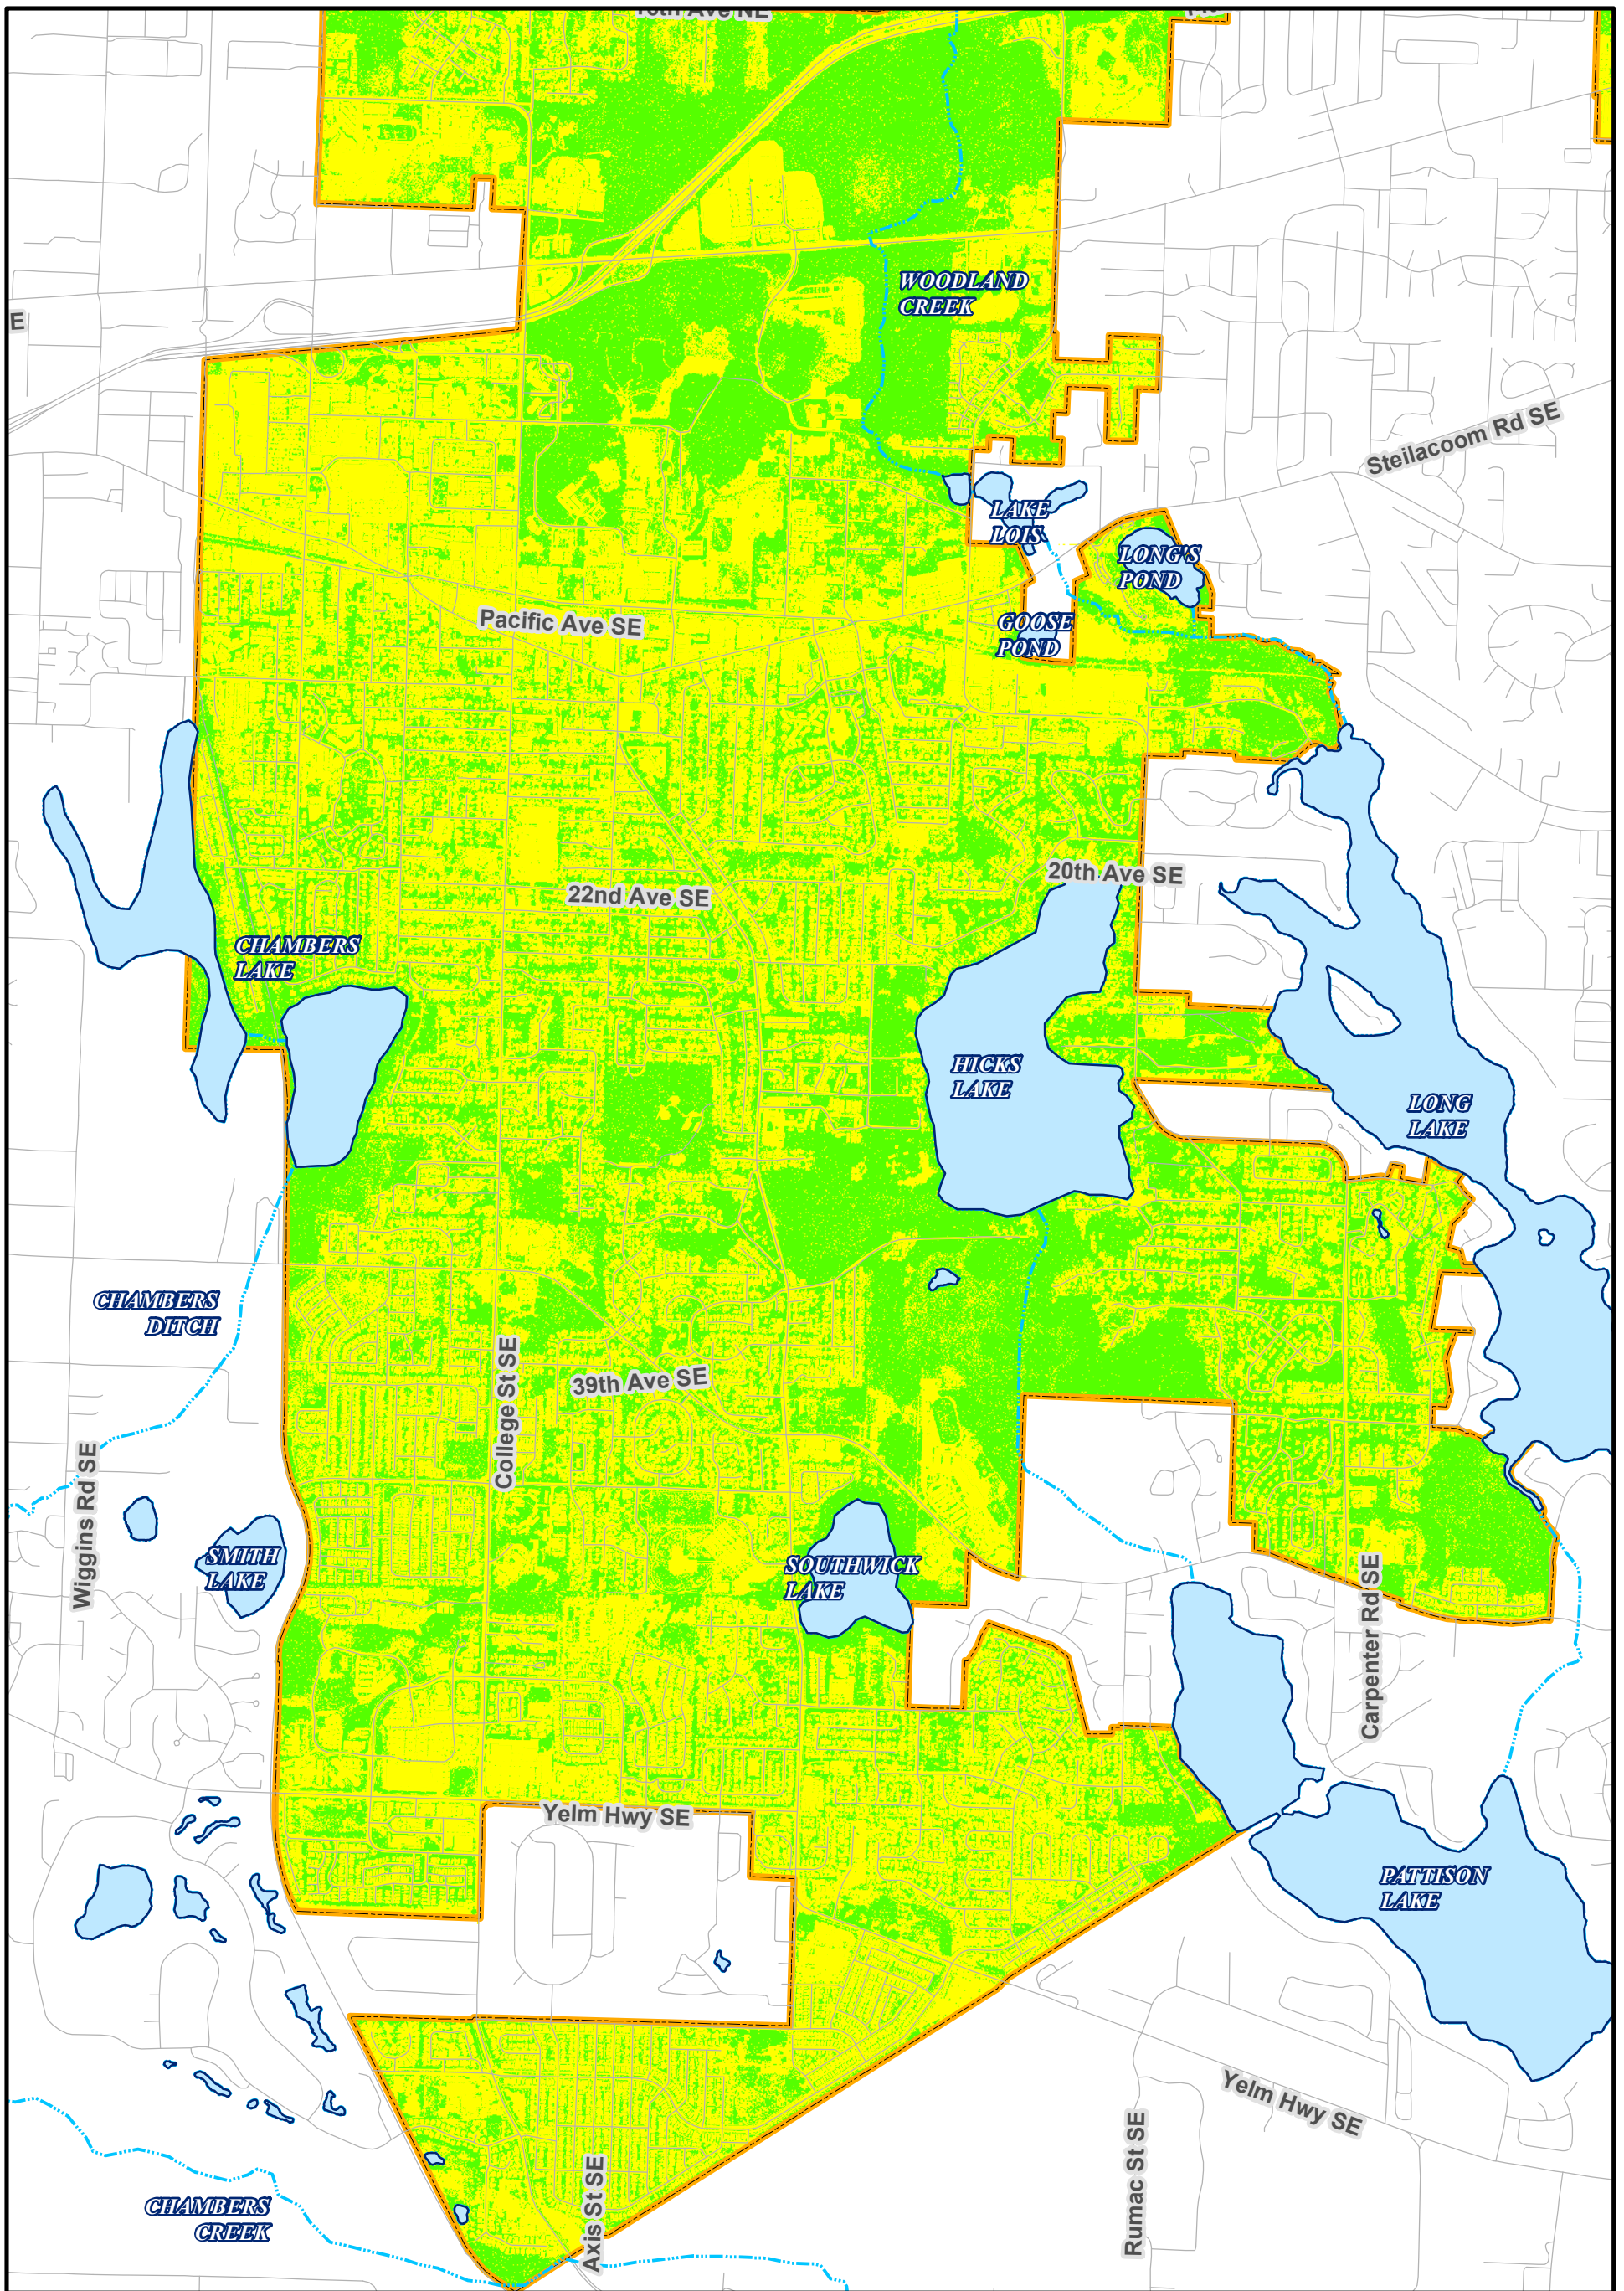 WOODLAND
CREEK
E
Steilacoom Rd SE
LAKE
LOIS
LONG'S
POND
Pacific Ave SE
GOOSE
POND
20th Ave SE
22nd Ave SE
CHAMBERS
LAKE
HICKS
LAKE
LONG
LAKE
CHAMBERS
DITCH
College St SE
39th Ave SE
Wiggins Rd SE
SMITH
LAKE
SOUTHWICK
LAKE
Carpenter Rd SE
Yelm Hwy SE
PATTISON
LAKE
Yelm Hwy SE
Rumac St SE
Axis St SE
CHAMBERS
CREEK